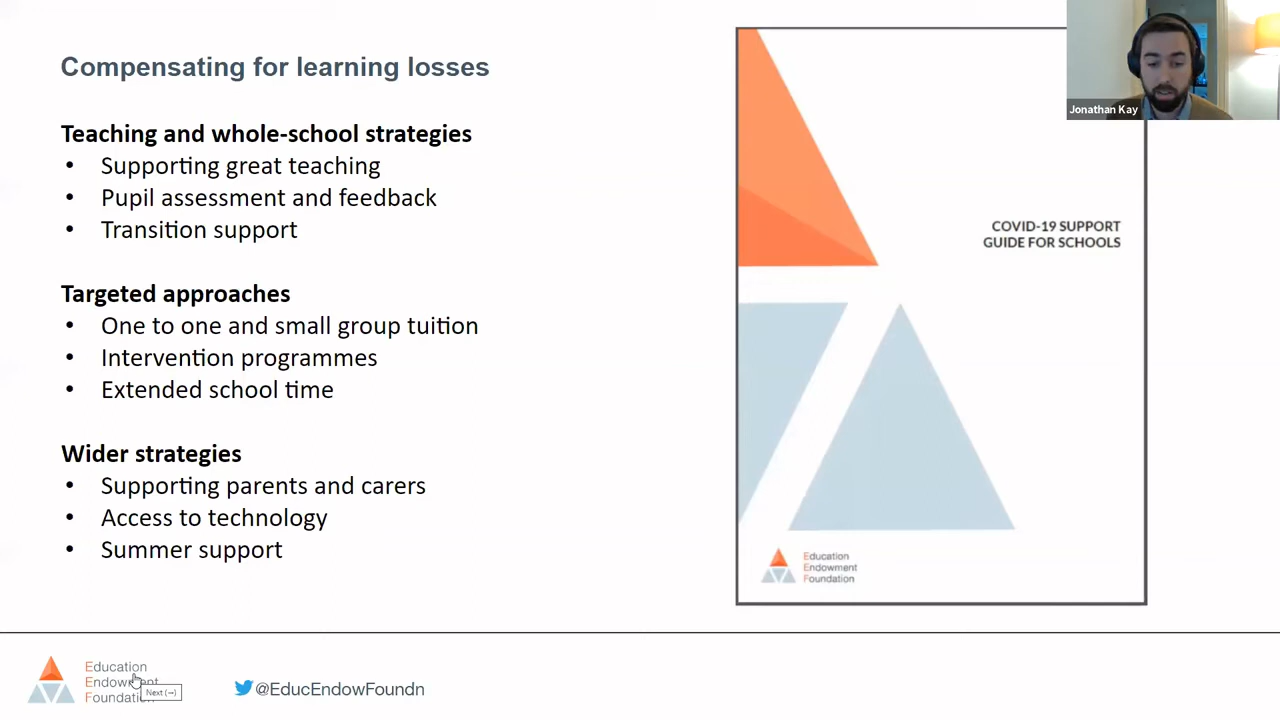 Compensating for learning losses
Teaching and whole-school strategies
• Supporting great teaching
• Pupil assessment and feedback
• Transition support
Targeted approaches
• One to one and small group tuition
• Intervention programmes
• Extended school time
Wider strategies
• Supporting parents and carers
• Access to technology
• Summer support
Jonathan Kay
COVID-19 SUPPORT
GUIDE FOR SCHOOLS
Education
Endowment
Foundation
Education
Endowment
Foundation
Next (→)
@EducEndowFoundn